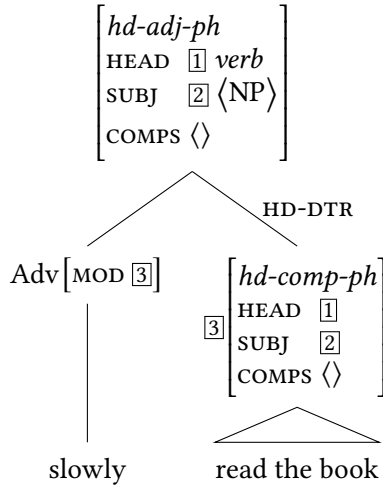 hd-adj-ph
HEAD 1 verb
SUBJ 2 ⟨NP⟩
COMPS ⟨⟩
HD-DTR
Adv[MOD 3]
3
hd-comp-ph
HEAD 1
SUBJ 2
COMPS ⟨⟩
slowly
read the book